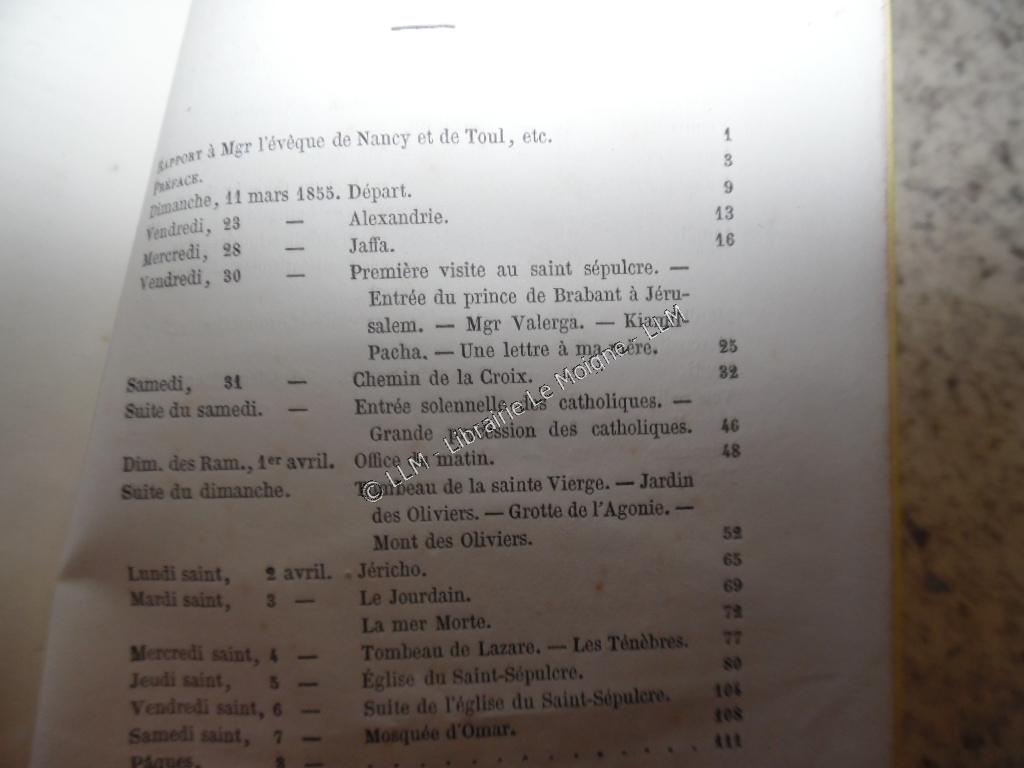 RAPPORT à Mgr l'évêque de Nancy et de Toul, etc. 1
PRÉFACE. 3
Dimanche, 11 mars 1855. Départ. 9
Vendredi, 23 — Alexandrie. 13
Mercredi, 28 — Jaffa. 16
Vendredi, 30 — Première visite au saint sépulcre. —
Entrée du prince de Brabant à Jéru-
salem. — Mgr Valerga. — Kiamil-
Pacha. — Une lettre à ma mère. 25
Samedi, 31 — Chemin de la Croix. 32
Suite du samedi. — Entrée solennelle des catholiques. —
Grande procession des catholiques. 46
Dim. des Ram., 1er avril. Office du matin. 48
Suite du dimanche. Tombeau de la sainte Vierge. — Jardin
des Oliviers. — Grotte de l'Agonie. —
Mont des Oliviers. 52
Lundi saint, 2 avril. Jéricho. 65
Mardi saint, 3 — Le Jourdain. 69
La mer Morte. 72
Mercredi saint, 4 — Tombeau de Lazare. — Les Ténèbres. 77
Jeudi saint, 5 — Église du Saint-Sépulcre. 80
Vendredi saint, 6 — Suite de l'église du Saint-Sépulcre. 104
Samedi saint, 7 — Mosquée d'Omar. 108
Pâques. 8 — . . . . . . . . . . . . . . . 111
© LLM - Librairie Le Moigne - LLM